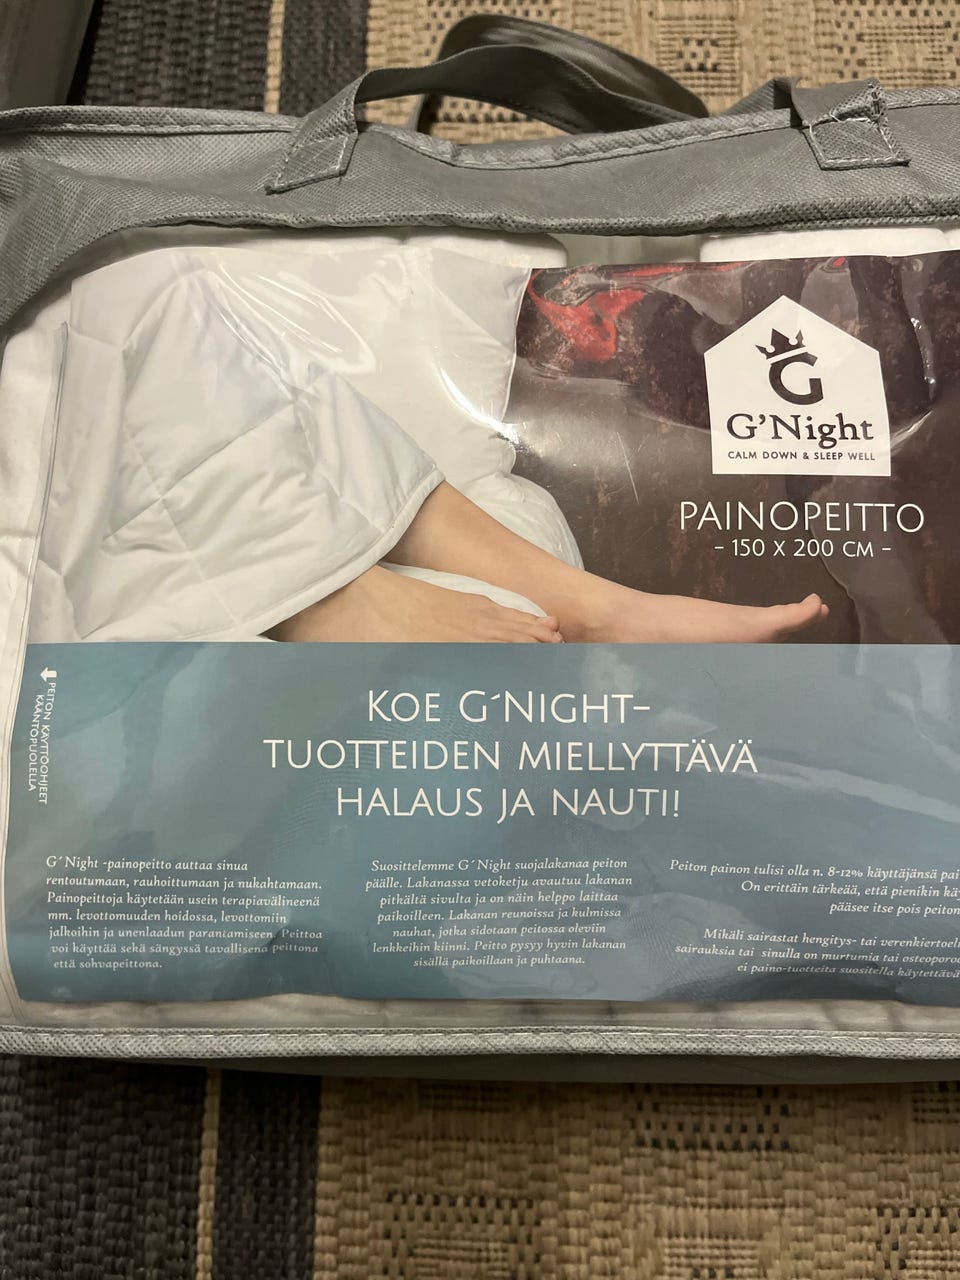 G
G'Night
CALM DOWN & SLEEP WELL
PAINOPEITTO
- 150 X 200 CM -
PEITON KÄYTTÖOHJEET
KÄÄNTÖPUOLELLA
KOE G´NIGHT-
TUOTTEIDEN MIELLYTTÄVÄ
HALAUS JA NAUTI!
G´Night -painopeitto auttaa sinua
rentoutumaan, rauhoittumaan ja nukahtamaan.
Painopeittoja käytetään usein terapiavälineenä
mm. levottomuuden hoidossa, levottomiin
jalkoihin ja unenlaadun parantamiseen. Peittoa
voi käyttää sekä sängyssä tavallisena peittona
että sohvapeittona.
Suosittelemme G´Night suojalakanaa peiton
päälle. Lakanassa vetoketju avautuu lakanan
pitkältä sivulta ja on näin helppo laittaa
paikoilleen. Lakanan reunoissa ja kulmissa
nauhat, jotka sidotaan peitossa oleviin
lenkkeihin kiinni. Peitto pysyy hyvin lakanan
sisällä paikoillaan ja puhtaana.
Peiton painon tulisi olla n. 8-12% käyttäjänsä
On erittäin tärkeää, että pienikin
pääsee itse pois
Mikäli sairastat hengitys- tai
sairauksia tai sinulla on murtumia tai
ei paino-tuotteita suositella